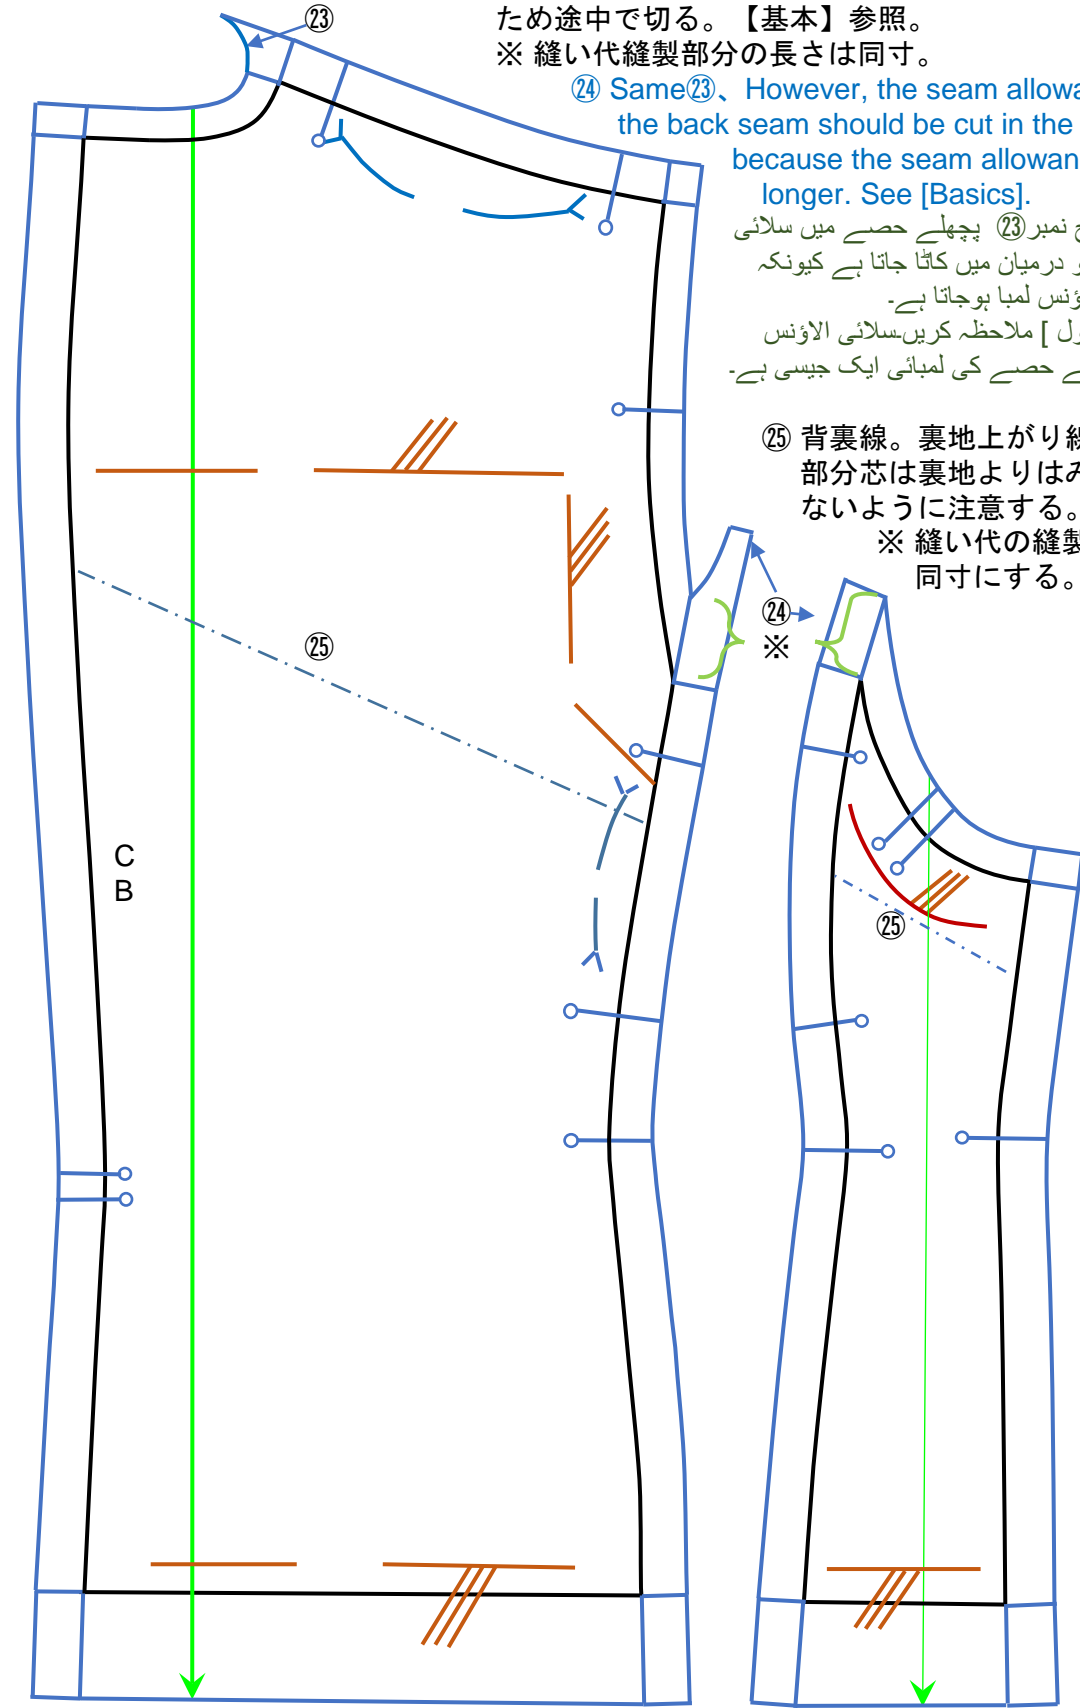 ㉓
ため途中で切る。【基本】参照。
※ 縫い代縫製部分の長さは同寸。
㉔ Same㉓、However, the seam
the back seam should be cut in the
because the seam
longer. See [Basics].
نمبر㉓ پچھلے حصے میں سلائی
درمیان میں کاٹا جاتا ہے کیونکہ
لمبا ہوجاتا ہے۔
] ملاحظہ کریں۔سلائی الاؤنس
حصے کی لمبائی ایک جیسی ہے۔
㉕ 背裏線。裏地上がり線
部分芯は裏地よりはみ
ないように注意する。
※ 縫い代の縫製
同寸にする。
㉔
※
㉕
C
B
㉕